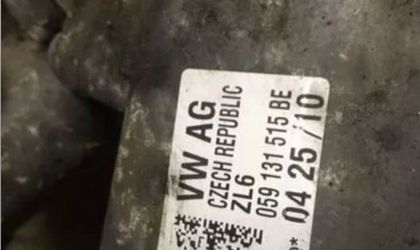 VW AG
CZECH REPUBLIC
ZL6
059 131 515 BE
04 25/10